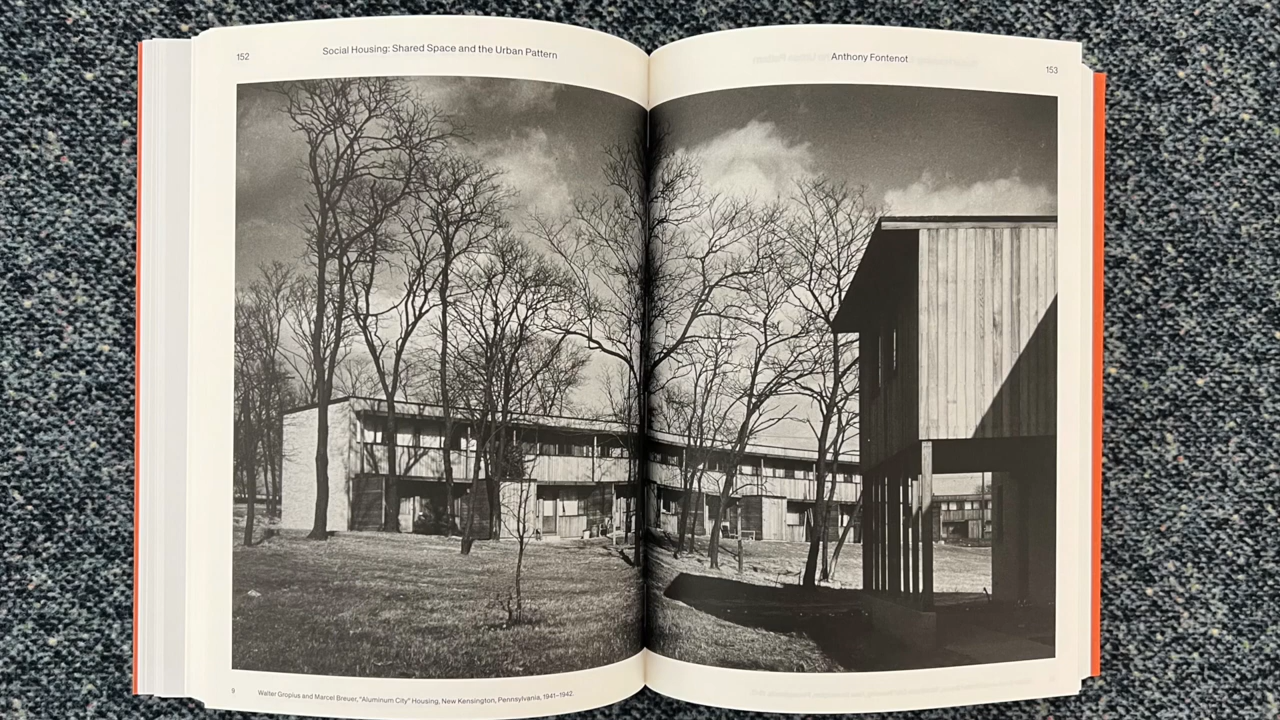 152
Social Housing: Shared Space and the Urban Pattern
Anthony Fontenot
153
9 Walter Gropius and Marcel Breuer, "Aluminum City" Housing, New Kensington, Pennsylvania, 1941–1942.